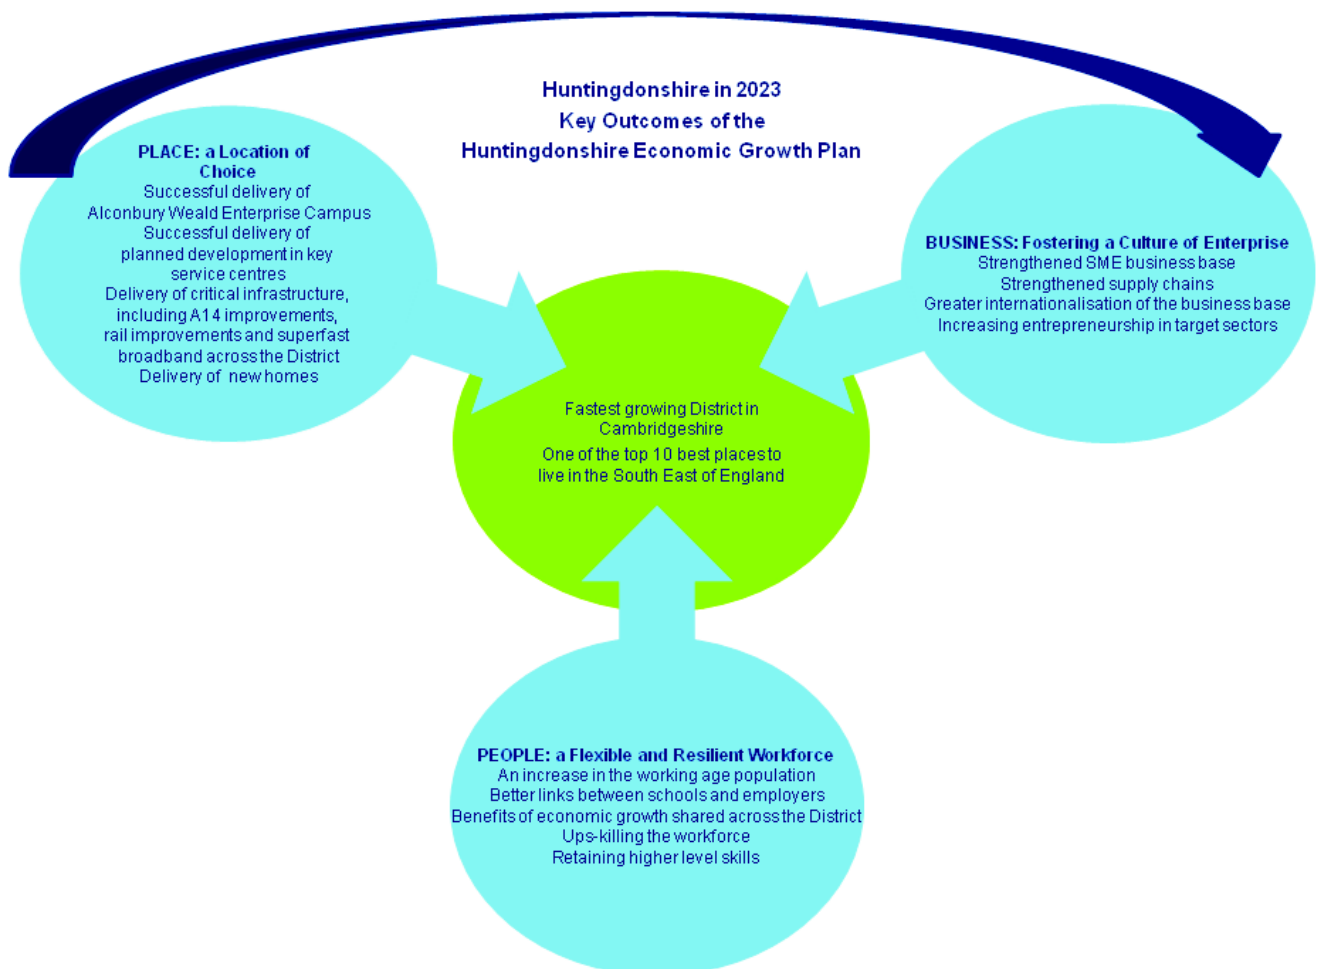 Huntingdonshire in 2023
Key Outcomes of the
Huntingdonshire Economic Growth Plan
PLACE: a Location of
Choice
Successful delivery of
Alconbury Weald Enterprise Campus
Successful delivery of
planned development in key
service centres
Delivery of critical infrastructure,
including A14 improvements,
rail improvements and superfast
broadband across the District
Delivery of new homes
BUSINESS: Fostering a Culture of Enterprise
Strengthened SME business base
Strengthened supply chains
Greater internationalisation of the business base
Increasing entrepreneurship in target sectors
Fastest growing District in
Cambridgeshire
One of the top 10 best places to
live in the South East of England
PEOPLE: a Flexible and Resilient Workforce
An increase in the working age population
Better links between schools and employers
Benefits of economic growth shared across the District
Ups-killing the workforce
Retaining higher level skills